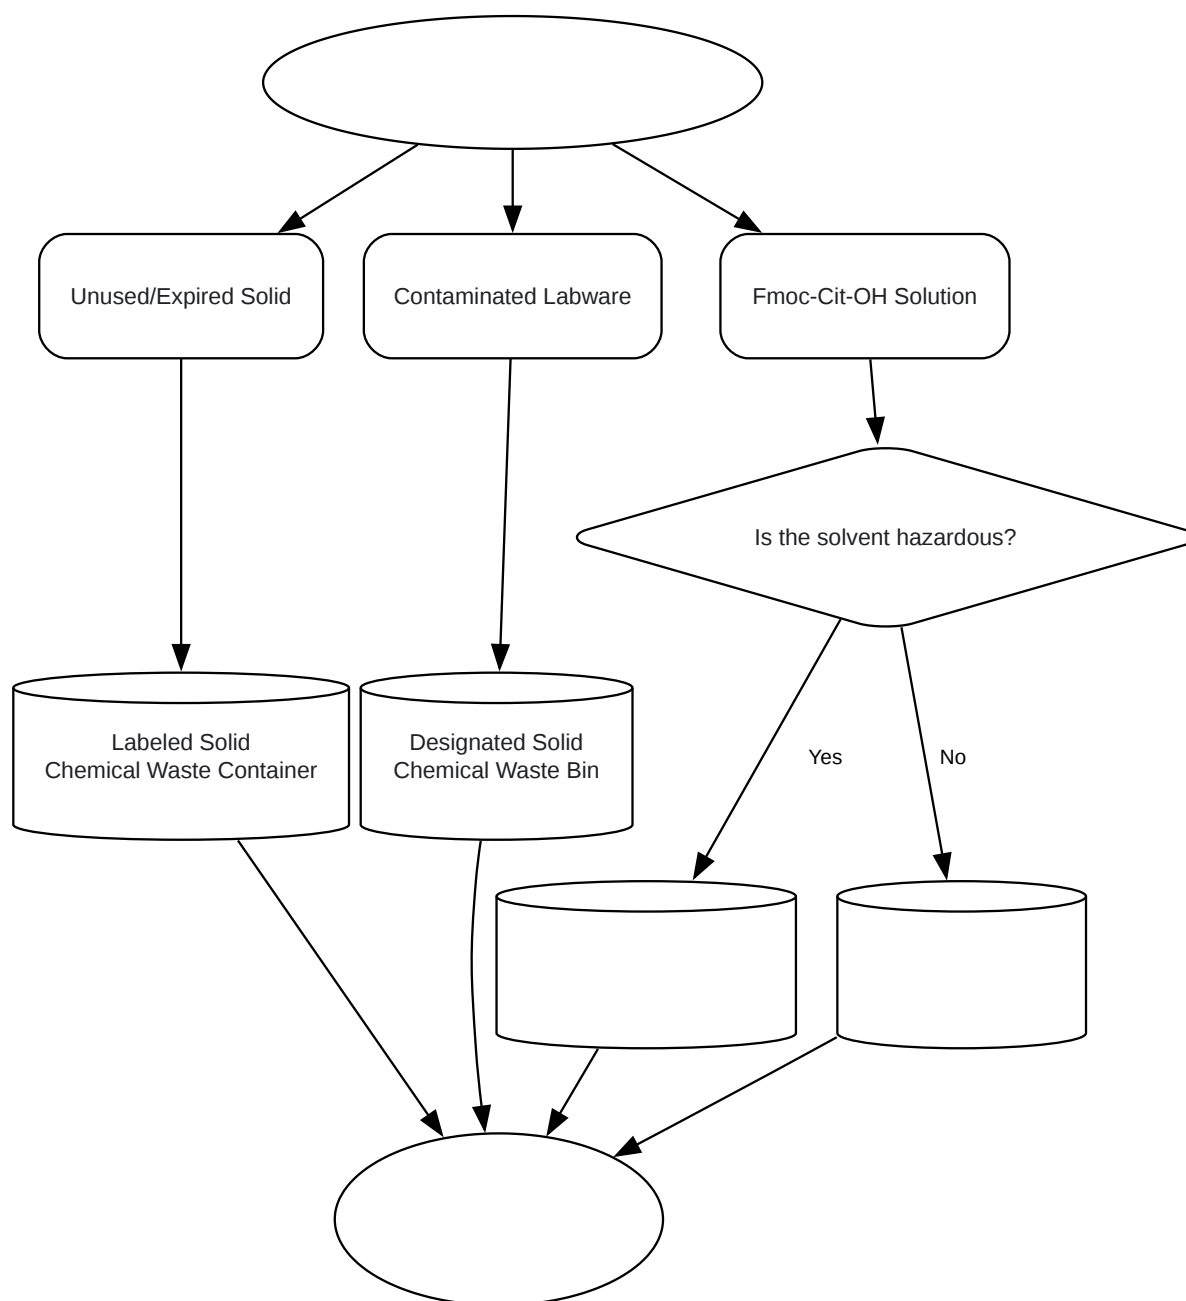 Unused/Expired Solid
Contaminated Labware
Fmoc-Cit-OH Solution
Is the solvent hazardous?
Labeled Solid
Chemical Waste Container
Designated Solid
Chemical Waste Bin
Yes
No